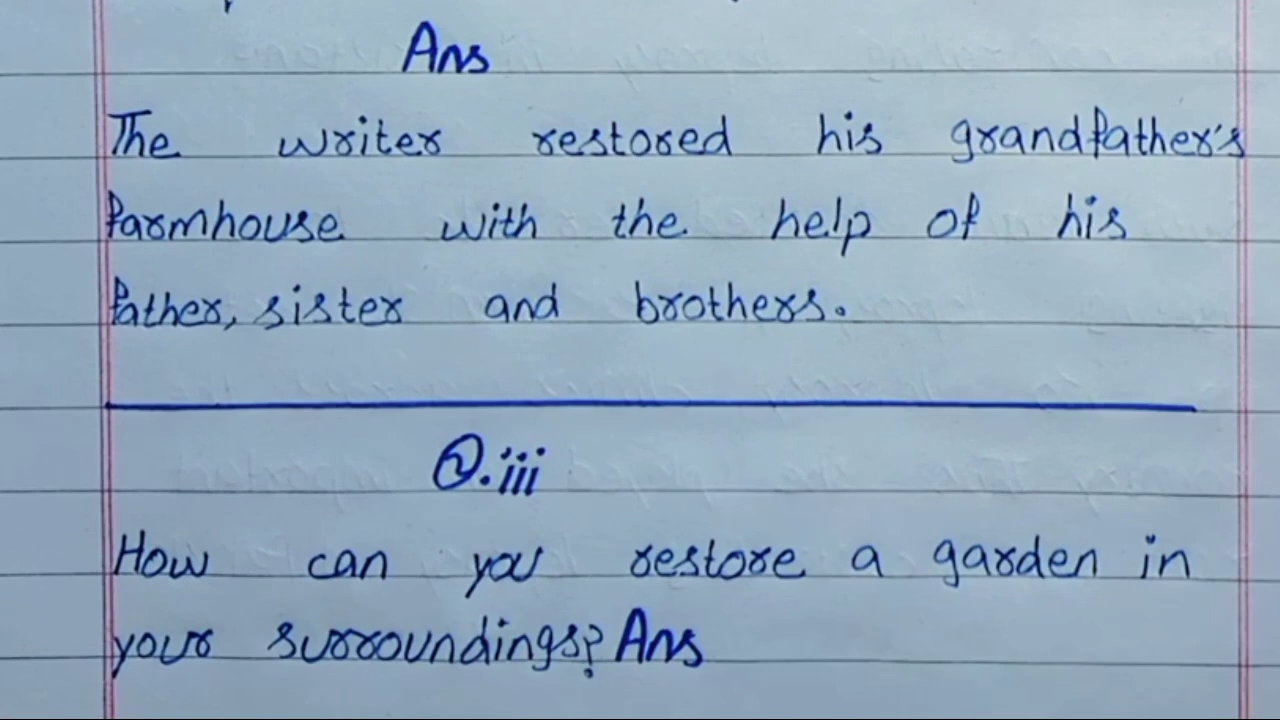 Ans
The writer restored his grandfather's
farmhouse with the help of his
father, sister and brothers.
Q.iii
How can you restore a garden in
your surroundings? Ans